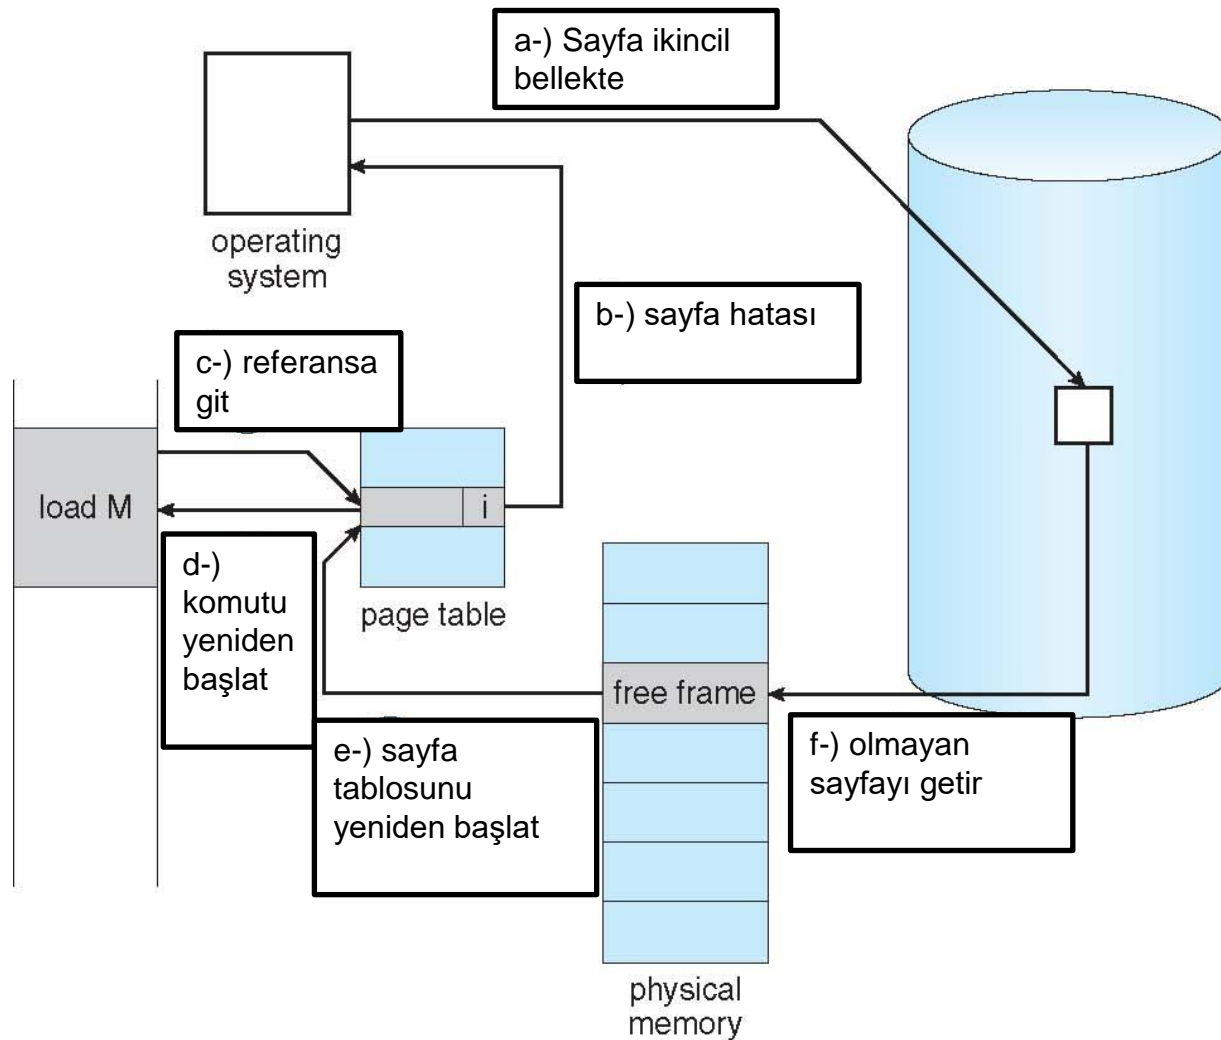 a-) Sayfa ikincil
bellekte
operating
system
b-) sayfa hatası
c-) referansa
git
load M
i
d-)
komutu
yeniden
başlat
page table
free frame
e-) sayfa
tablosunu
yeniden başlat
f-) olmayan
sayfayı getir
physical
memory